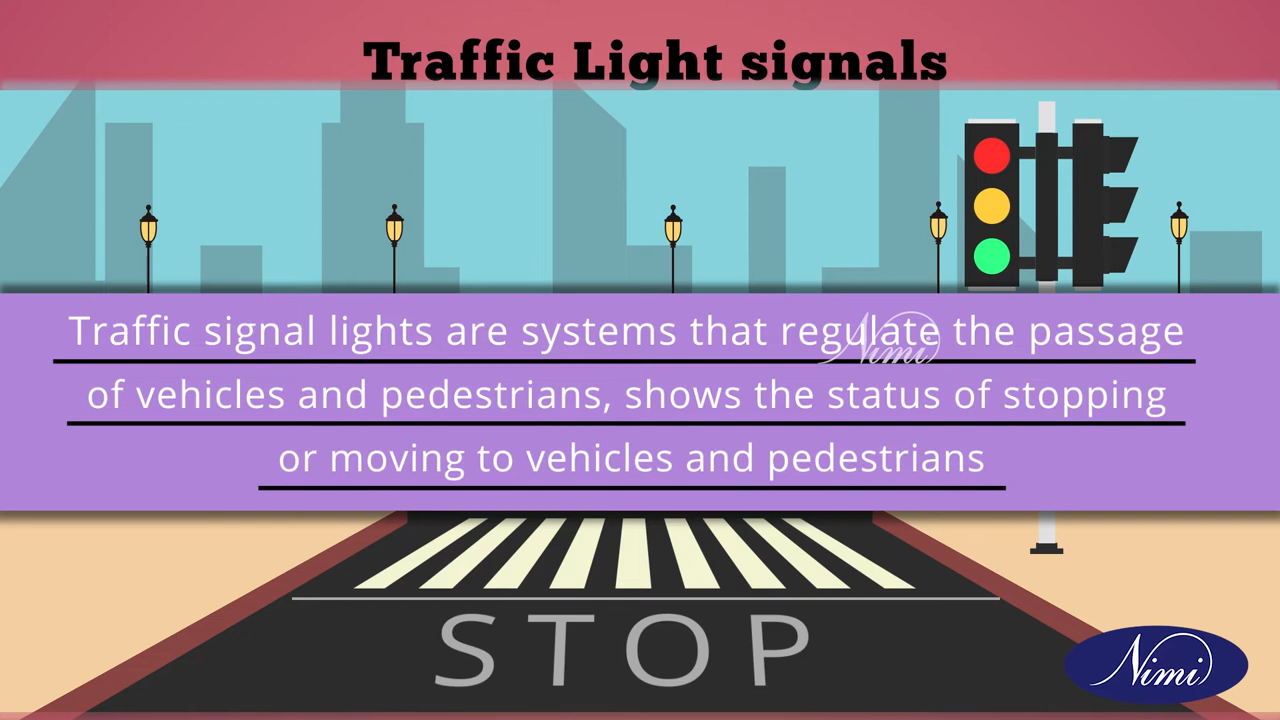 Traffic Light signals
Traffic signal lights are systems that regulate the passage
Nimi
of vehicles and pedestrians, shows the status of stopping
or moving to vehicles and pedestrians
STOP
Nimi